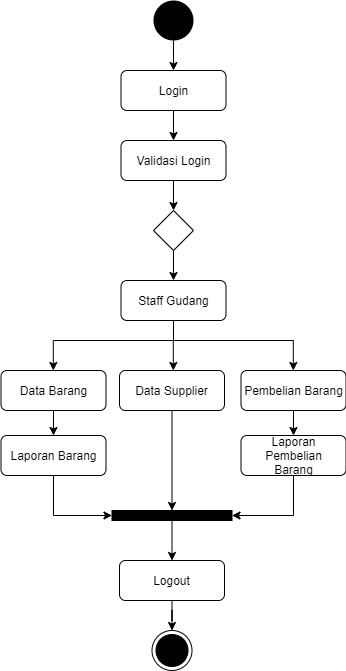 Login
Validasi Login
Staff Gudang
Data Barang
Data Supplier
Pembelian Barang
Laporan Barang
Laporan
Pembelian
Barang
Logout